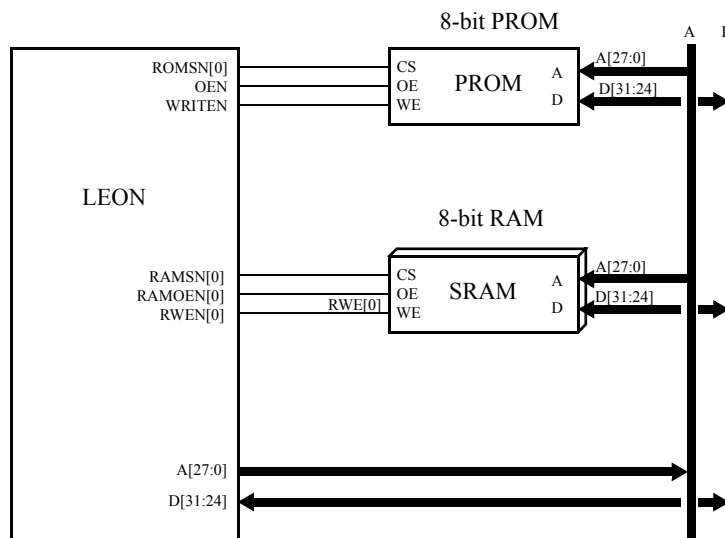 8-bit PROM
A
ROMSN[0]
OEN
WRITEN
CS
OE
WE
PROM
A
D
A[27:0]
D[31:24]
LEON
8-bit RAM
RAMSN[0]
RAMOEN[0]
RWEN[0]
RWE[0]
CS
OE
WE
SRAM
A
D
A[27:0]
D[31:24]
A[27:0]
D[31:24]